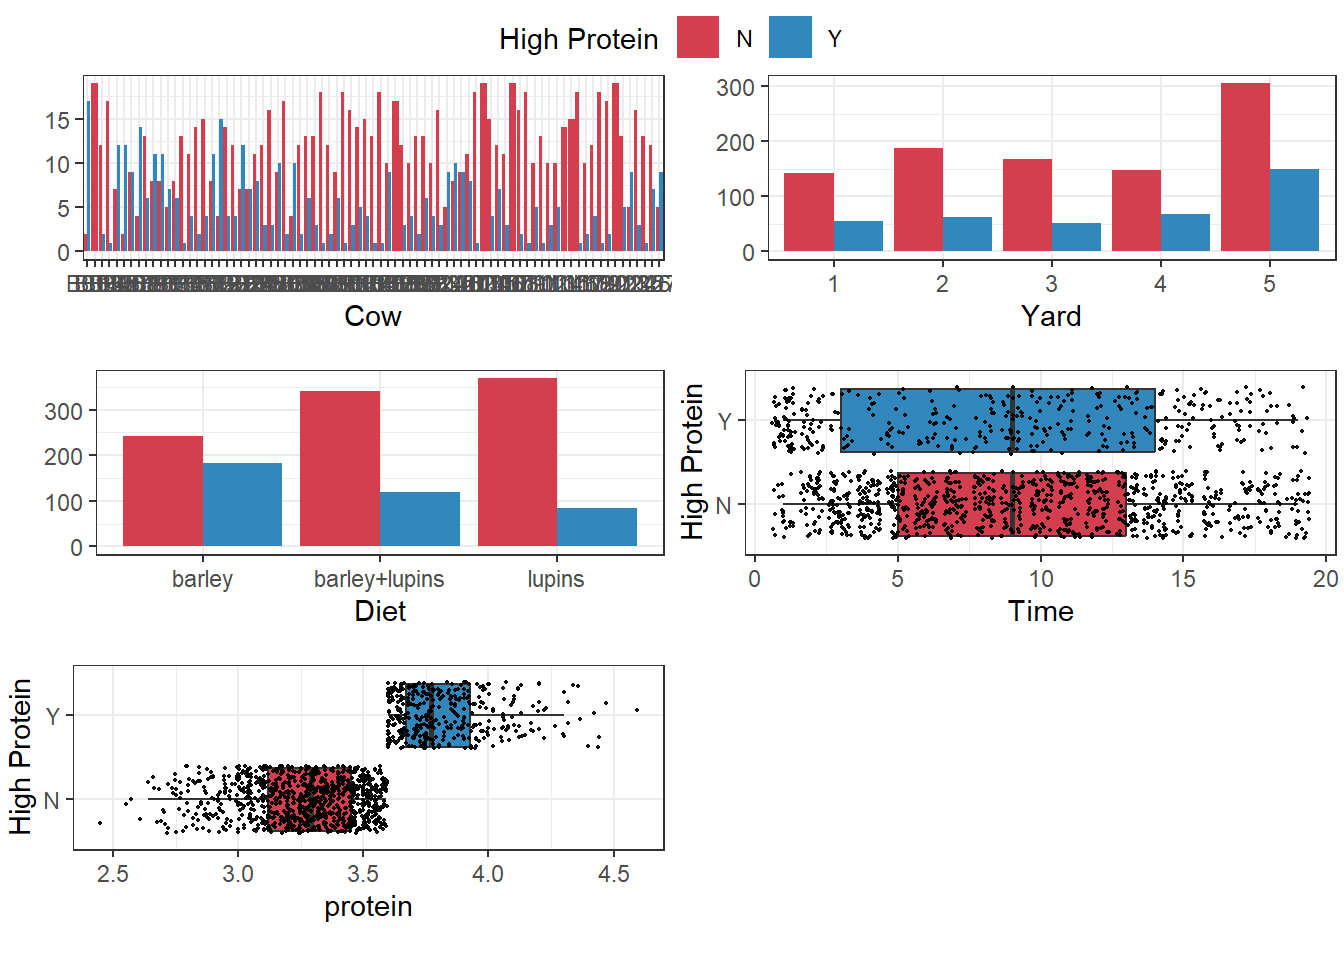 High Protein N Y
15
10
5
0
Cow
300
200
100
0
1 2 3 4 5
Yard
300
200
100
0
barley barley+lupins lupins
Diet
High Protein
Y
N
0 5 10 15 20
Time
High Protein
Y
N
2.5 3.0 3.5 4.0 4.5
protein